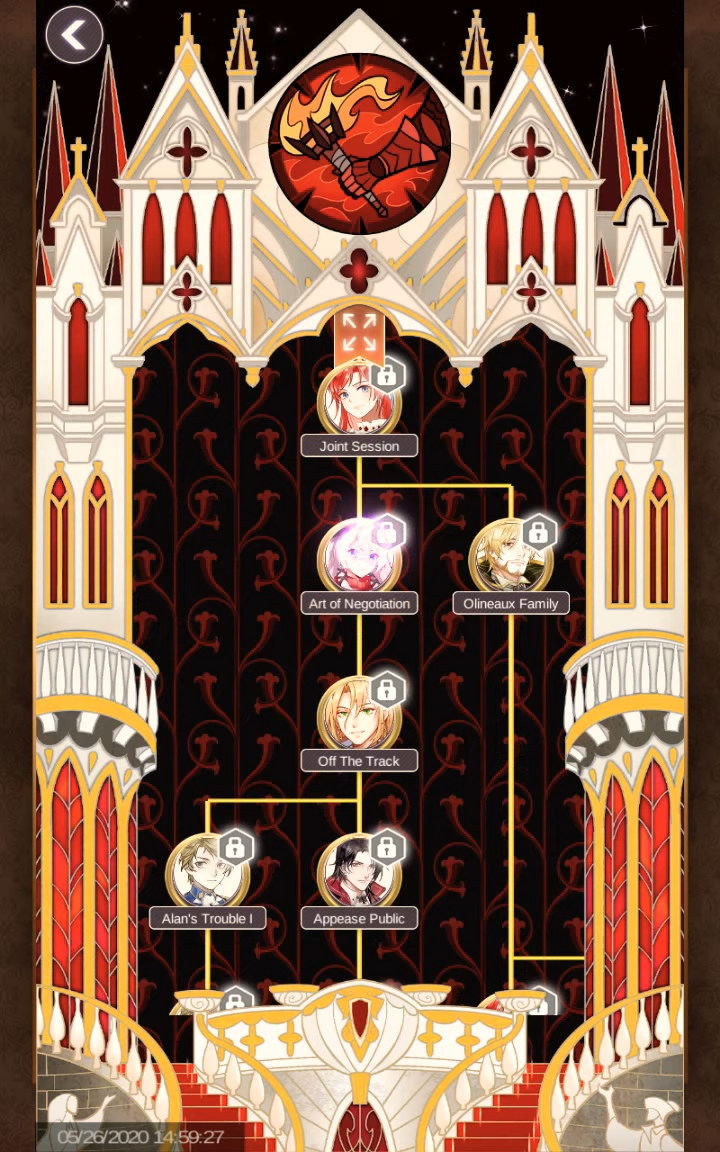 Joint Session
Art of Negotiation
Olineaux Family
Off The Track
Alan's Trouble I
Appease Public
05/26/2020 14:59:27